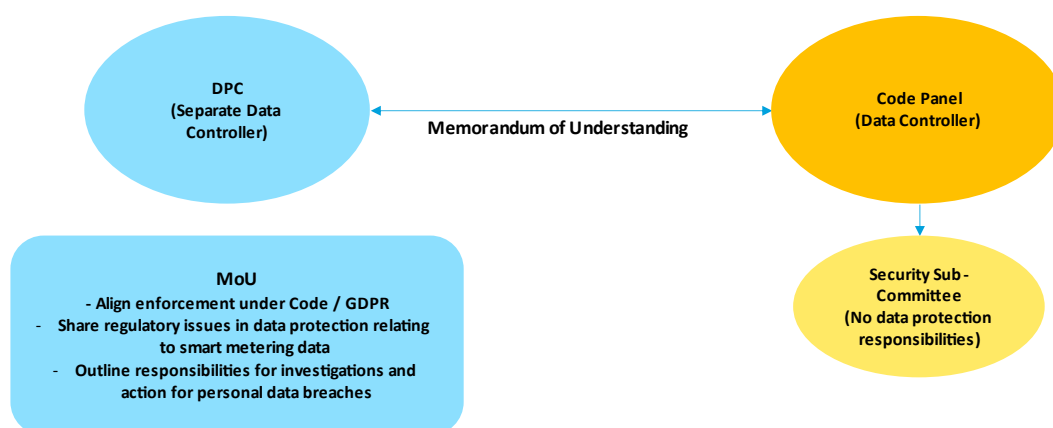 DPC
(Separate Data
Controller)
Memorandum of Understanding
Code Panel
(Data Controller)
MoU
- Align enforcement under Code / GDPR
- Share regulatory issues in data protection relating
to smart metering data
- Outline responsibilities for investigations and
action for personal data breaches
Security Sub -
Committee
(No data protection
responsibilities)